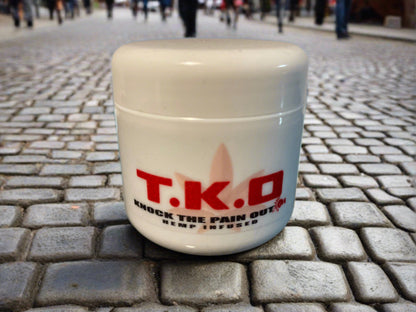 T.K.O
KNOCK THE PAIN OUT
HEMP INFUSED